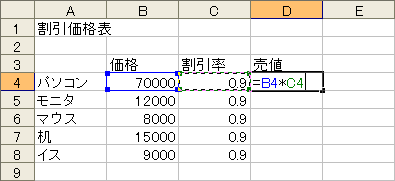 A B C D E
1 割引価格表
2
3 価格 割引率 売値
4 パソコン 70000 0.9 =B4*C4
5 モニタ 12000 0.9
6 マウス 8000 0.9
7 机 15000 0.9
8 イス 9000 0.9
9